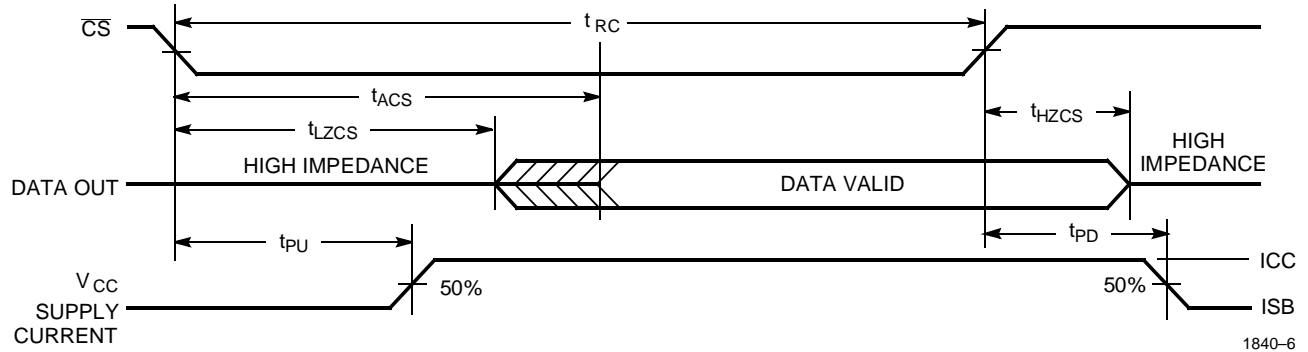 CS
t RC
tACS
tHZCS
tLZCS
HIGH IMPEDANCE
HIGH
IMPEDANCE
DATA OUT
DATA VALID
tPU
tPD
VCC
SUPPLY
CURRENT
50%
50%
ICC
ISB
1840–6